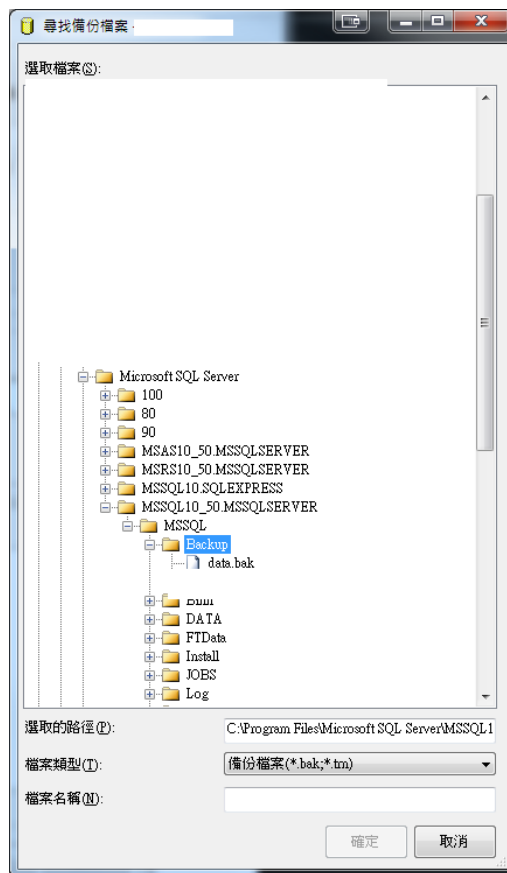 尋找備份檔案 -
選取檔案(S):
Microsoft SQL Server
100
80
90
MSAS10_50.MSSQLSERVER
MSRS10_50.MSSQLSERVER
MSSQL10.SQLEXPRESS
MSSQL10_50.MSSQLSERVER
MSSQL
Backup
data.bak
DATA
FTData
Install
JOBS
Log
選取的路徑(P): C:\Program Files\Microsoft SQL Server\MSSQL1
檔案類型(T): 備份檔案(*.bak;*.trn)
檔案名稱(N):
確定 取消